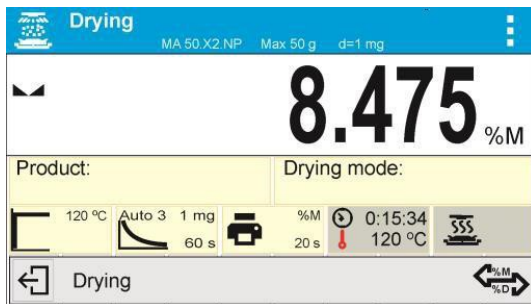 Drying
MA 50.X2.NP Max 50 g d=1 mg
8.475 %M
Product: Drying mode:
120 ºC Auto 3 1 mg %M 0:15:34
60 s 20 s 120 ºC
Drying %M
%D